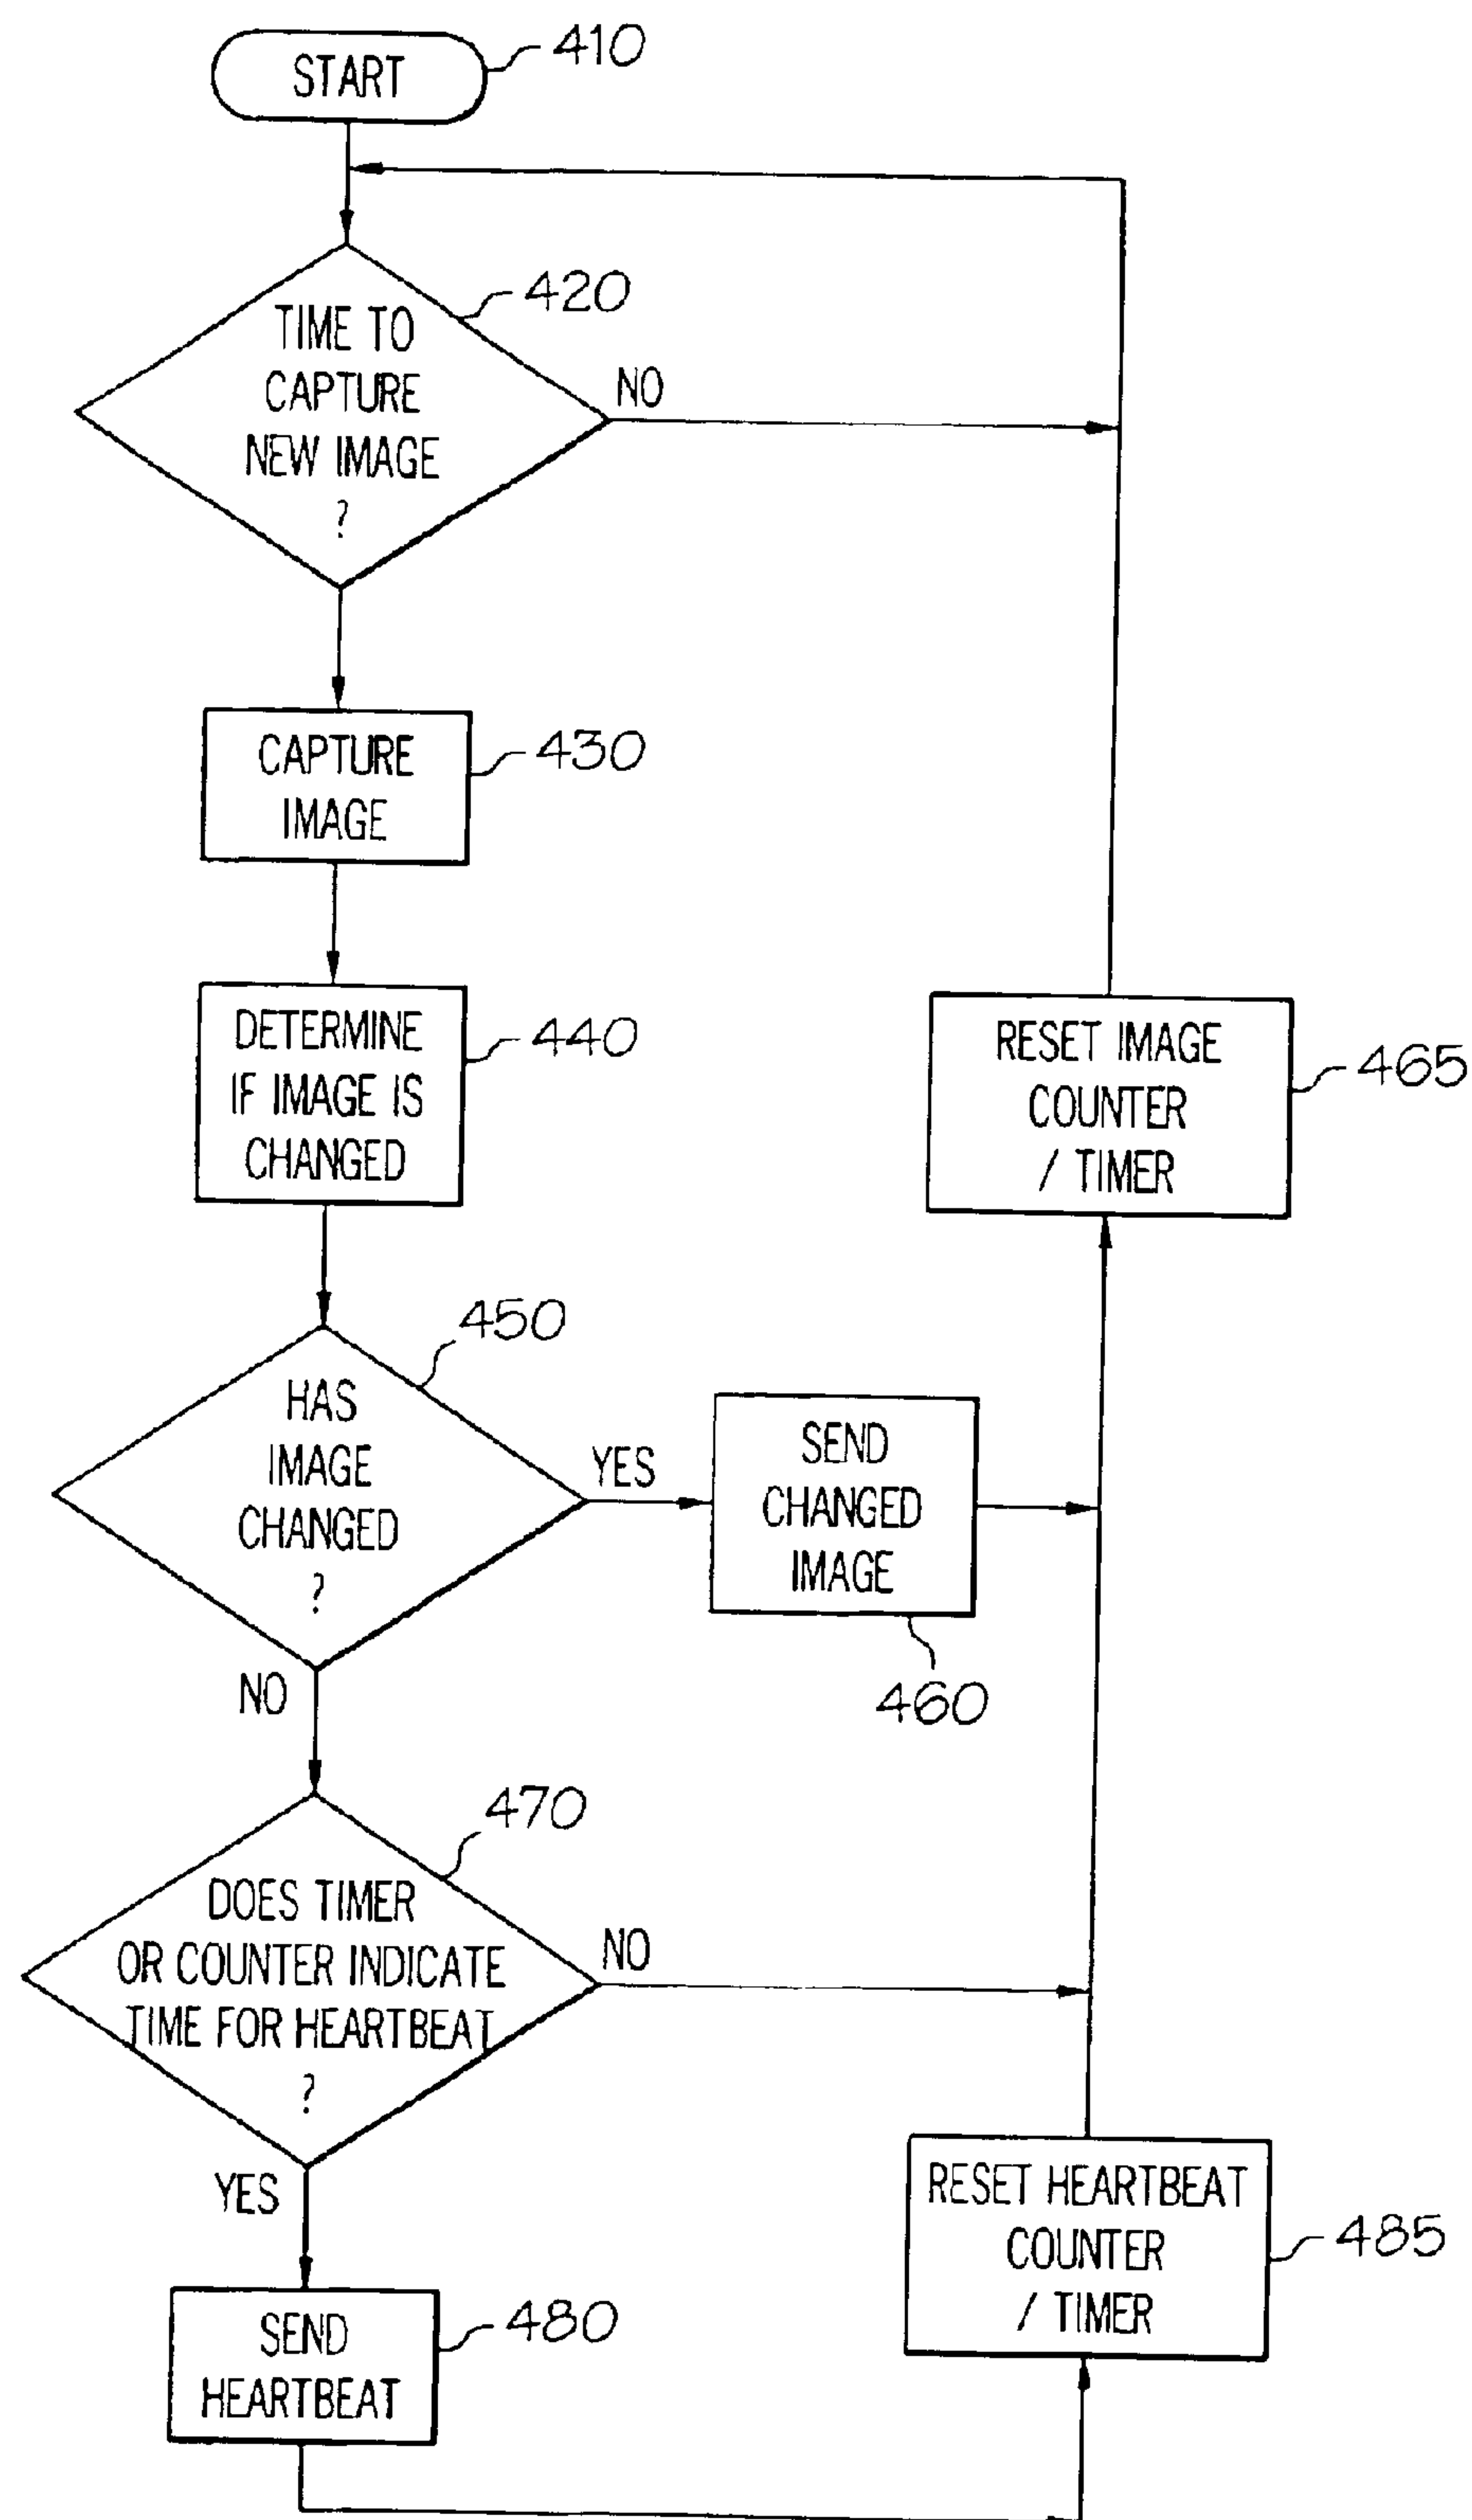 START
410
TIME TO
CAPTURE
NEW IMAGE
?
420
NO
CAPTURE
IMAGE
430
DETERMINE
IF IMAGE IS
CHANGED
440
RESET IMAGE
COUNTER
/ TIMER
465
HAS
IMAGE
CHANGED
?
450
YES
SEND
CHANGED
IMAGE
460
NO
DOES TIMER
OR COUNTER INDICATE
TIME FOR HEARTBEAT
?
470
NO
YES
SEND
HEARTBEAT
480
RESET HEARTBEAT
COUNTER
/ TIMER
485